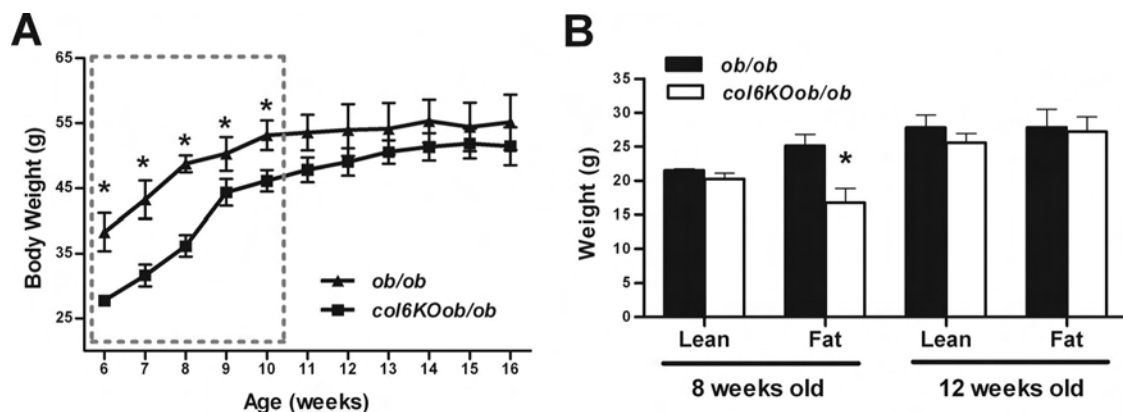 A
65
55
45
35
25
Body Weight (g)
* * * * *
ob/ob
col6KOob/ob
6 7 8 9 10 11 12 13 14 15 16
Age (weeks)
B
ob/ob
col6KOob/ob
35
30
25
20
15
10
5
0
Weight (g)
*
Lean Fat Lean Fat
8 weeks old 12 weeks old